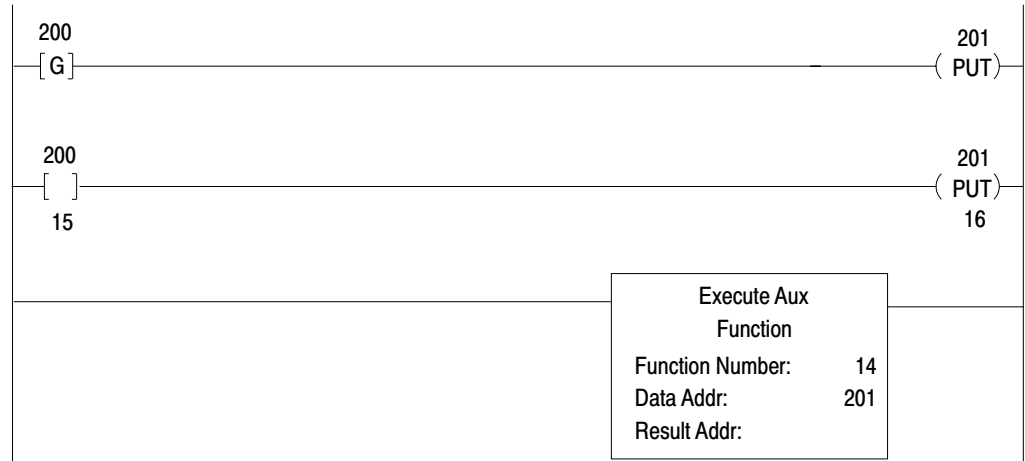 200 201
[ G ] ( PUT )
200 201
[ ] ( PUT )
15 16
Execute Aux
Function
Function Number: 14
Data Addr: 201
Result Addr: